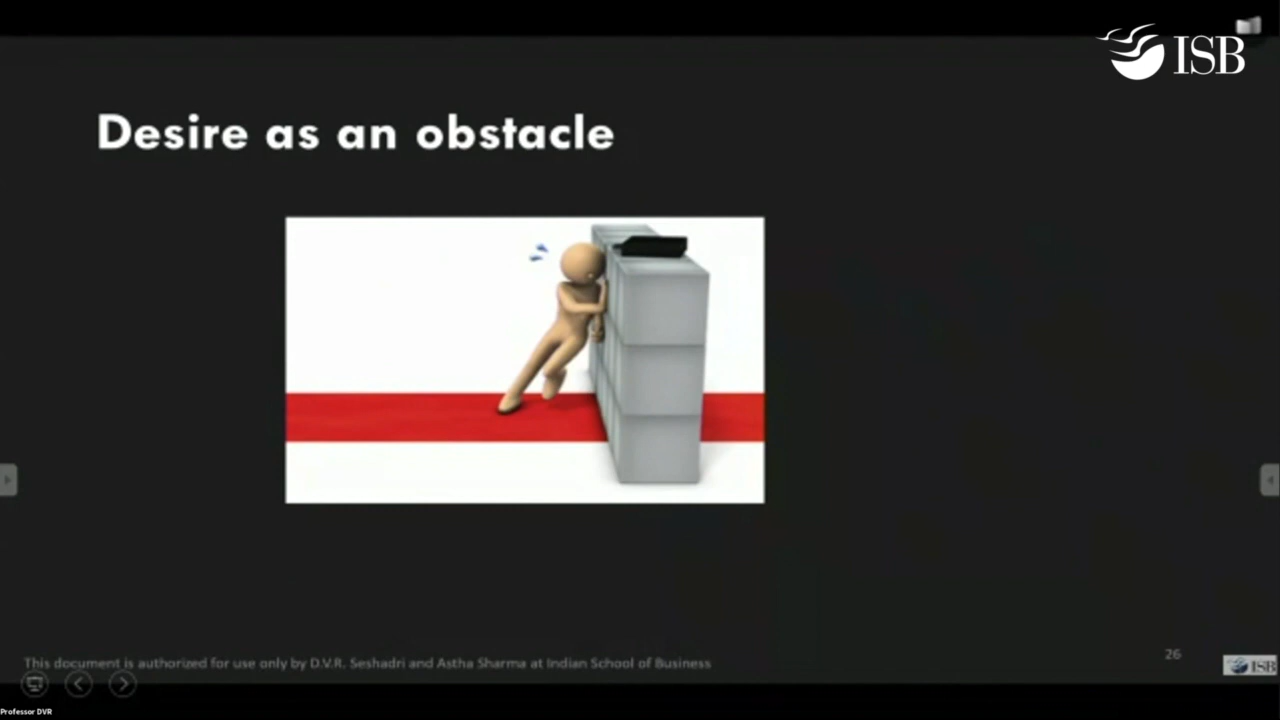 ISB
Desire as an obstacle
This document is authorized for use only by D.V.R. Seshadri and Astha Sharma at Indian School of Business
26
ISB
Professor DVR